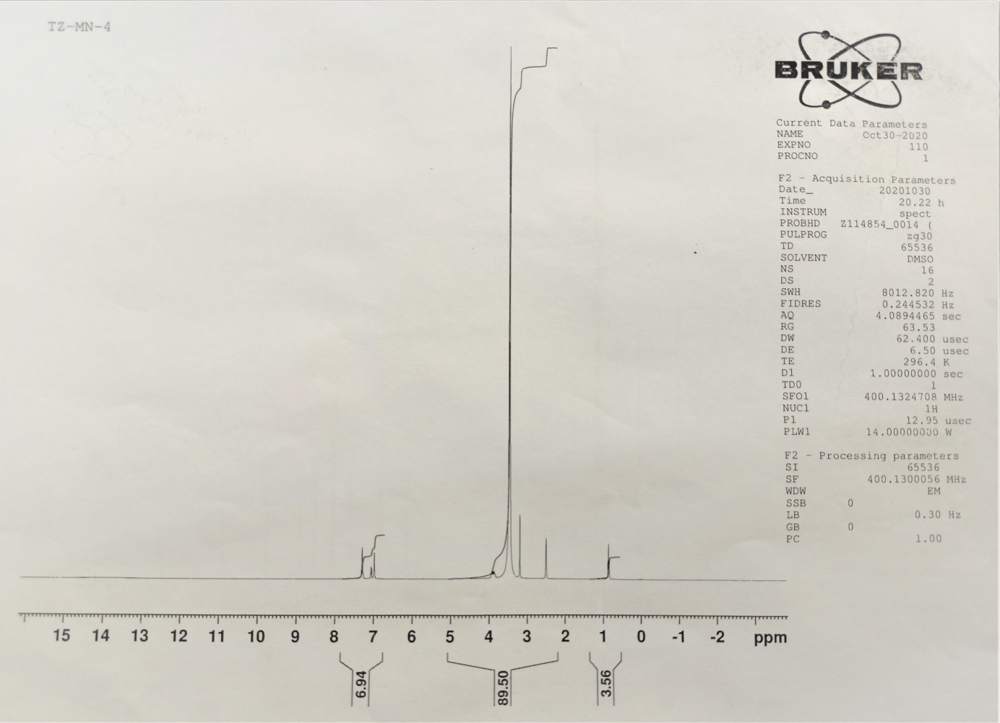 TZ-MN-4
BRUKER
Current Data Parameters
NAME Oct30-2020
EXPNO 110
PROCNO 1
F2 - Acquisition Parameters
Date_ 20201030
Time 20.22 h
INSTRUM spect
PROBHD Z114854_0014 (
PULPROG zg30
TD 65536
SOLVENT DMSO
NS 16
DS 2
SWH 8012.820 Hz
FIDRES 0.244532 Hz
AQ 4.0894465 sec
RG 63.53
DW 62.400 usec
DE 6.50 usec
TE 296.4 K
D1 1.00000000 sec
TD0 1
SFO1 400.1324708 MHz
NUC1 1H
P1 12.95 usec
PLW1 14.00000000 W
F2 - Processing parameters
SI 65536
SF 400.1300056 MHz
WDW EM
SSB 0
LB 0.30 Hz
GB 0
PC 1.00
15 14 13 12 11 10 9 8 7 6 5 4 3 2 1 0 -1 -2 ppm
6.94 89.50 3.56